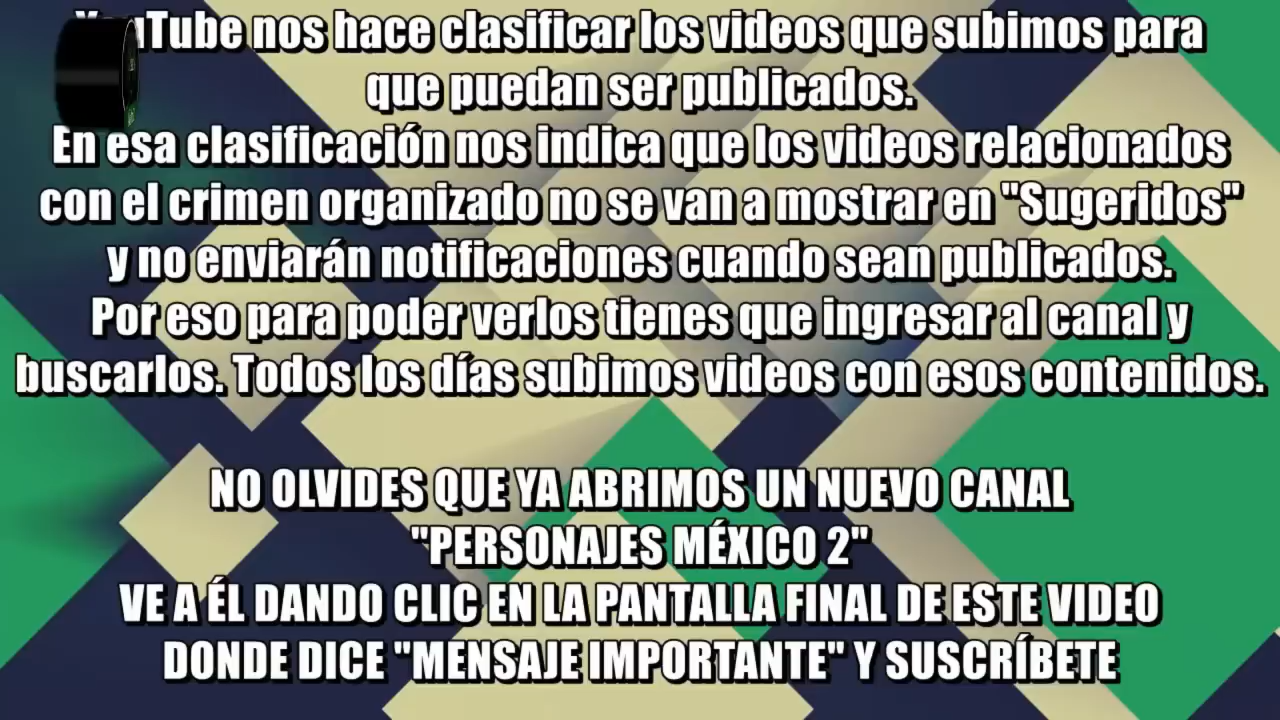 YouTube nos hace clasificar los videos que subimos para
que puedan ser publicados.
En esa clasificación nos indica que los videos relacionados
con el crimen organizado no se van a mostrar en "Sugeridos"
y no enviarán notificaciones cuando sean publicados.
Por eso para poder verlos tienes que ingresar al canal y
buscarlos. Todos los días subimos videos con esos contenidos.
NO OLVIDES QUE YA ABRIMOS UN NUEVO CANAL
"PERSONAJES MÉXICO 2"
VE A ÉL DANDO CLIC EN LA PANTALLA FINAL DE ESTE VIDEO
DONDE DICE "MENSAJE IMPORTANTE" Y SUSCRÍBETE